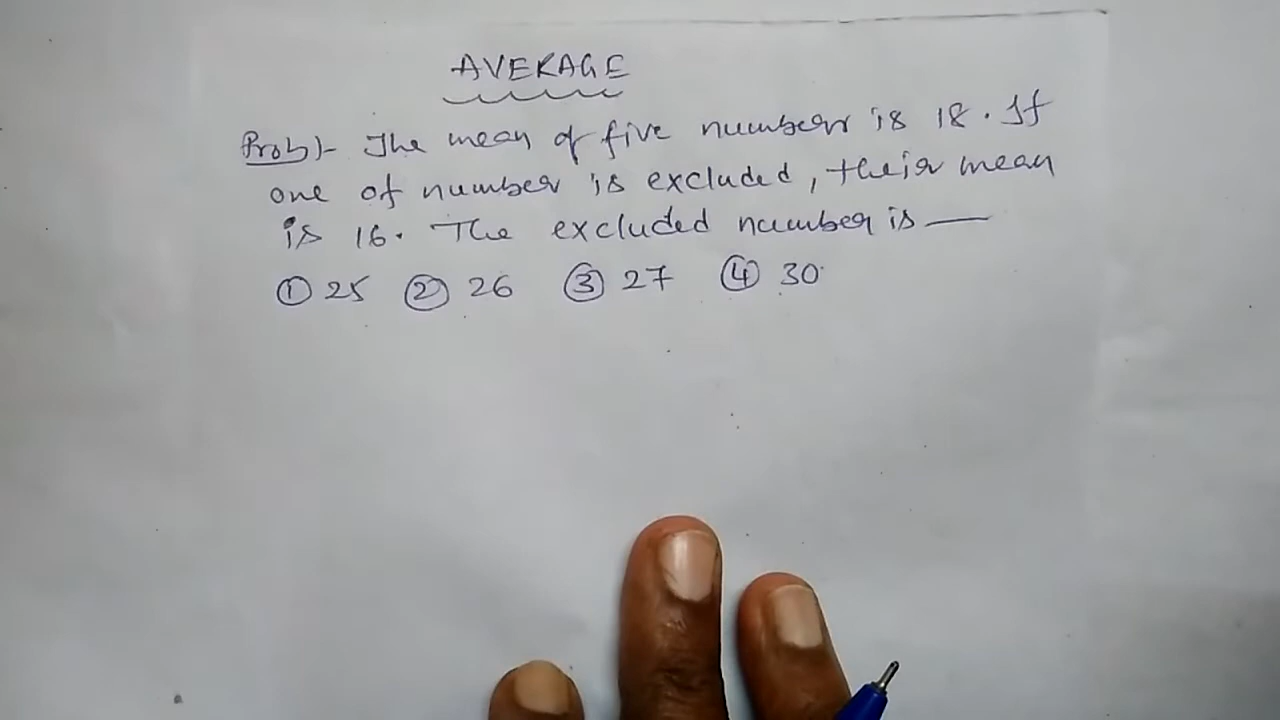 AVERAGE
Prob)- The mean of five numbers is 18. If
one of number is excluded, their mean
is 16. The excluded number is —
① 25 ② 26 ③ 27 ④ 30